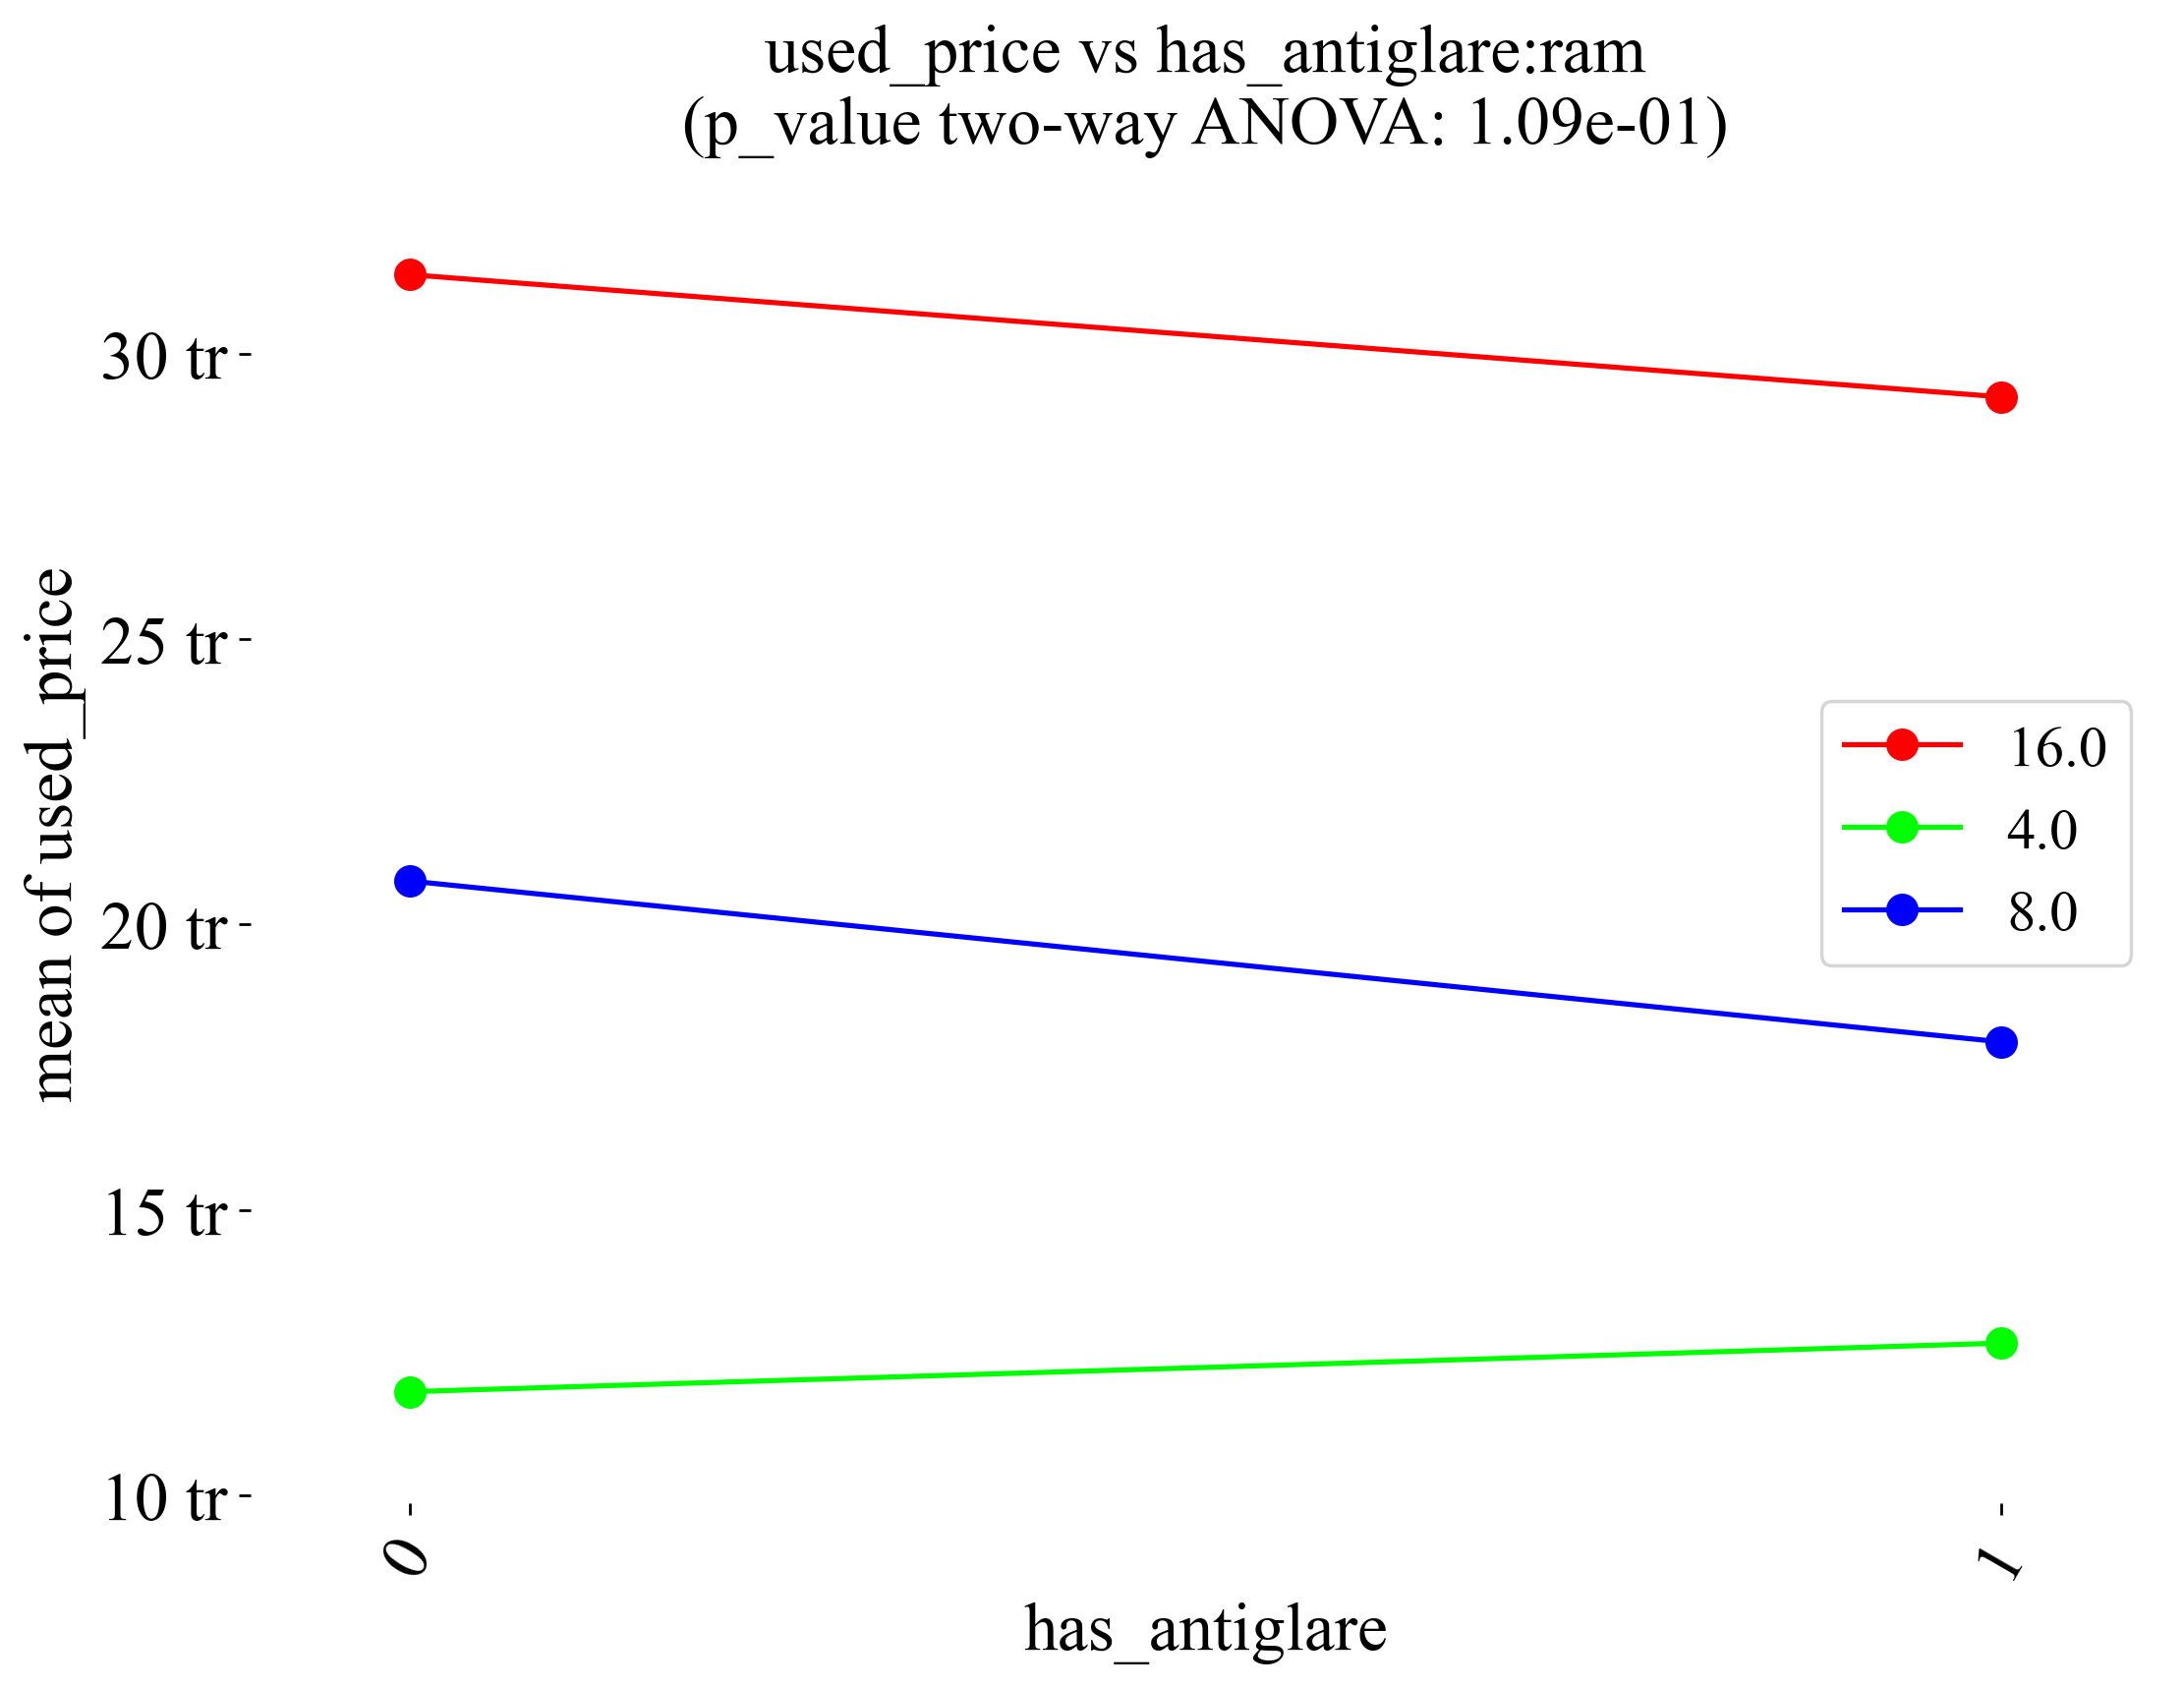 used_price vs has_antiglare:ram
(p_value two-way ANOVA: 1.09e-01)
mean of used_price
30 tr
25 tr
20 tr
15 tr
10 tr
16.0
4.0
8.0
0
1
has_antiglare